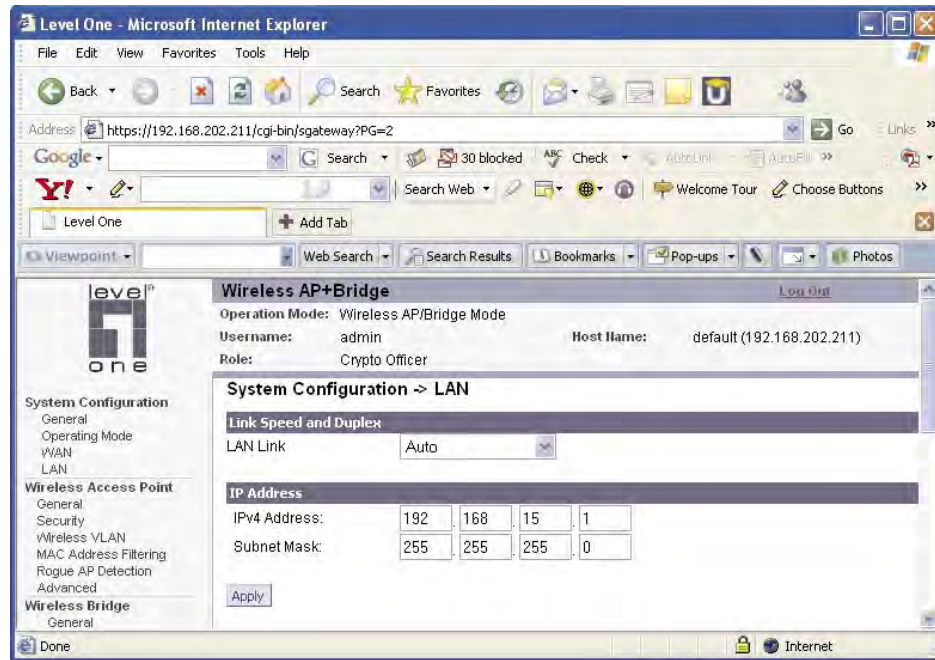 Level One - Microsoft Internet Explorer
File Edit View Favorites Tools Help
Back Search Favorites
Address https://192.168.202.211/cgi-bin/sgateway?PG=2 Go Links »
Google Search 30 blocked ABC Check AutoLink AutoFill »
Y! Search Web Welcome Tour Choose Buttons »
Level One Add Tab
Viewpoint Web Search Search Results Bookmarks Pop-ups Photos
level one
Wireless AP+Bridge Log Out
Operation Mode: Wireless AP/Bridge Mode
Username: admin Host Name: default (192.168.202.211)
Role: Crypto Officer
System Configuration
General
Operating Mode
WAN
LAN
Wireless Access Point
General
Security
Wireless VLAN
MAC Address Filtering
Rogue AP Detection
Advanced
Wireless Bridge
General
System Configuration -> LAN
Link Speed and Duplex
LAN Link Auto
IP Address
IPv4 Address: 192 . 168 . 15 . 1
Subnet Mask: 255 . 255 . 255 . 0
Apply
Done Internet